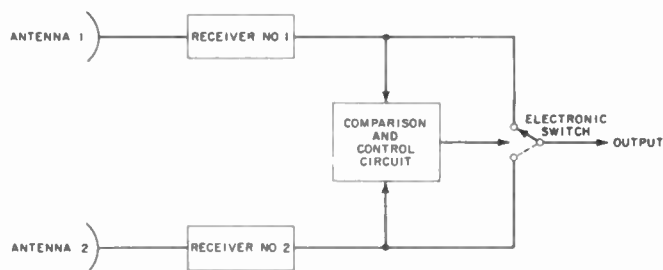 ANTENNA 1
RECEIVER NO 1
COMPARISON
AND
CONTROL
CIRCUIT
ELECTRONIC
SWITCH
OUTPUT
ANTENNA 2
RECEIVER NO 2